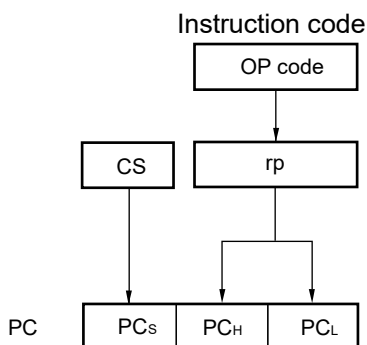 Instruction code
OP code
CS
rp
PC
PCS
PCH
PCL